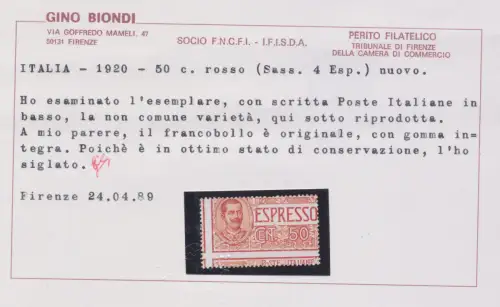 GINO BIONDI
VIA GOFFREDO MAMELI, 47
50131 FIRENZE
SOCIO F.N.C.F.I. - I.F.I.S.D.A.
PERITO FILATELICO
TRIBUNALE DI FIRENZE
DELLA CAMERA DI COMMERCIO
ITALIA - 1920 - 50 c. rosso (Sass. 4 Esp.) nuovo.
Ho esaminato l'esemplare, con scritta Poste Italiane in
basso, la non comune varietà, qui sotto riprodotta.
A mio parere, il francobollo è originale, con gomma in=
tegra. Poichè è in ottimo stato di conservazione, l'ho
siglato.
Firenze 24.04.89
ESPRESSO
CENT. 50